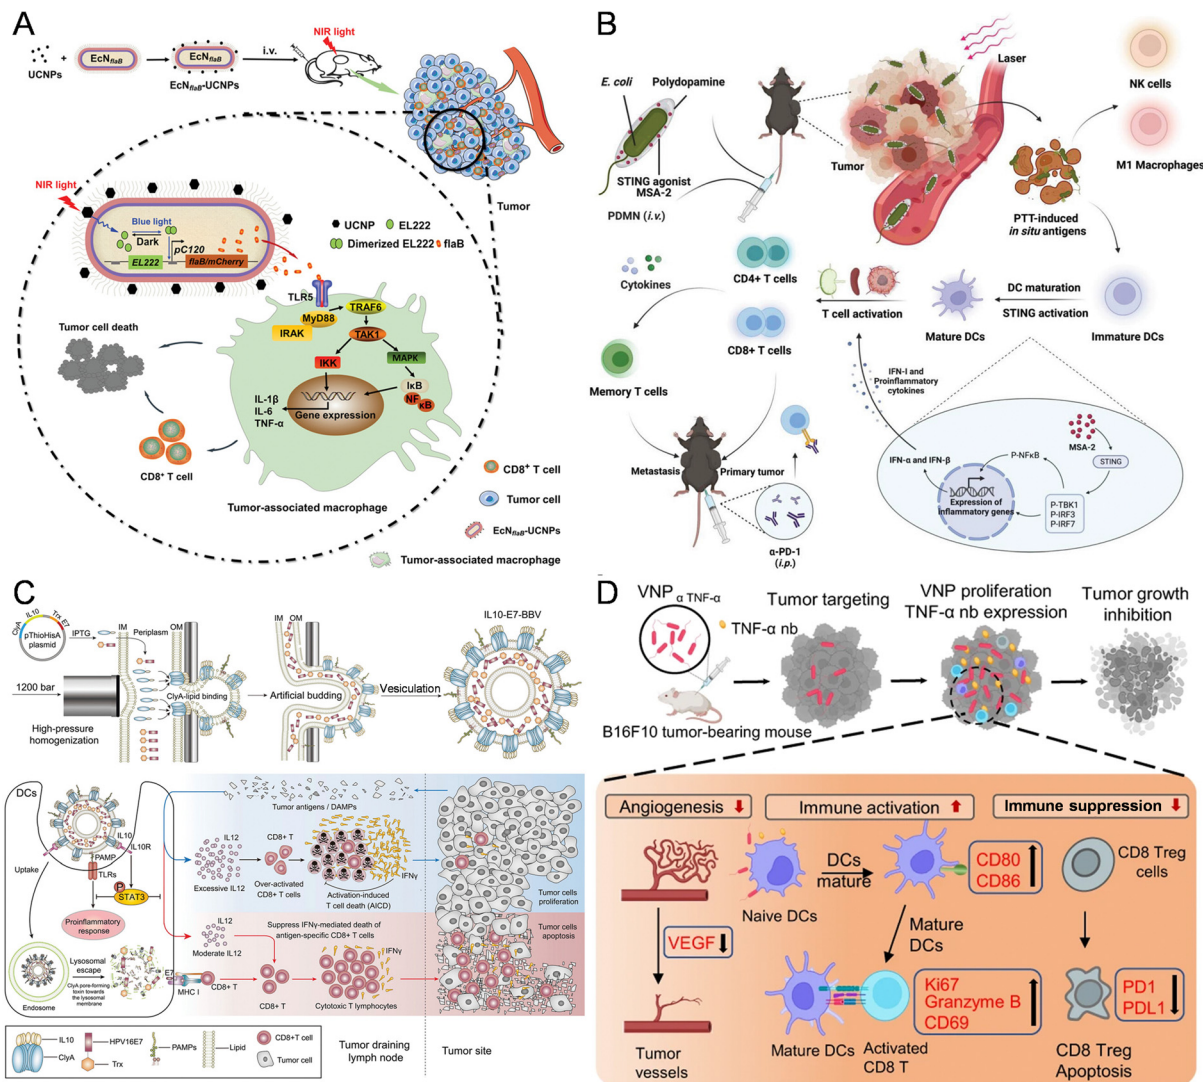 A
UCNPs
+
EcNflaB
EcNflaB
EcNflaB-UCNPs
i.v.
NIR light
Tumor
NIR light
Blue light
Dark
pC120
EL222
flaB/mCherry
UCNP
EL222
Dimerized EL222
flaB
TLR5
MyD88
IRAK
TRAF6
TAK1
IKK
MAPK
IκB
NF
κB
Gene expression
IL-1β
IL-6
TNF-α
Tumor cell death
CD8+ T cell
Tumor-associated macrophage
CD8+ T cell
Tumor cell
EcNflaB-UCNPs
Tumor-associated macrophage
B
E. coli
Polydopamine
STING agonist
MSA-2
PDMN (i.v.)
Tumor
Laser
NK cells
M1 Macrophages
PTT-induced
in situ antigens
Cytokines
CD4+ T cells
CD8+ T cells
T cell activation
Mature DCs
DC maturation
STING activation
Immature DCs
Memory T cells
Metastasis
Primary tumor
α-PD-1
(i.p.)
IFN-I and
Proinflammatory
cytokines
IFN-α and IFN-β
P-NFκB
MSA-2
STING
P-TBK1
P-IRF3
P-IRF7
Expression of
inflammatory genes
C
ClyA
IL10
Trx
E7
pThioHisA
plasmid
IPTG
IM
Periplasm
OM
1200 bar
ClyA-lipid binding
High-pressure
homogenization
IM
OM
Artificial budding
Vesiculation
IL10-E7-BBV
DCs
IL10
IL10R
PAMP
TLRs
Uptake
P
STAT3
Proinflammatory
response
Lysosomal
escape
ClyA pore-forming
toxin towards
the lysosomal
membrane
Endosome
E7
MHC I
CD8+ T
Tumor antigens / DAMPs
IL12
Excessive IL12
CD8+ T
Over-activated
CD8+ T cells
IFNγ
Activation-induced
T cell death (AICD)
Tumor cells
proliferation
IL12
Moderate IL12
Suppress IFNγ-mediated death of
antigen-specific CD8+ T cells
CD8+ T
IFNγ
Cytotoxic T lymphocytes
Tumor cells
apoptosis
IL10
ClyA
HPV16E7
Trx
PAMPs
Lipid
CD8+T cell
Tumor cell
Tumor draining
lymph node
Tumor site
D
VNP α TNF-α
TNF-α nb
B16F10 tumor-bearing mouse
Tumor targeting
VNP proliferation
TNF-α nb expression
Tumor growth
inhibition
Angiogenesis
Immune activation
Immune suppression
VEGF
Tumor
vessels
Naive DCs
DCs
mature
CD80
CD86
Mature
DCs
Ki67
Granzyme B
CD69
Mature DCs
Activated
CD8 T
CD8 Treg
cells
PD1
PDL1
CD8 Treg
Apoptosis